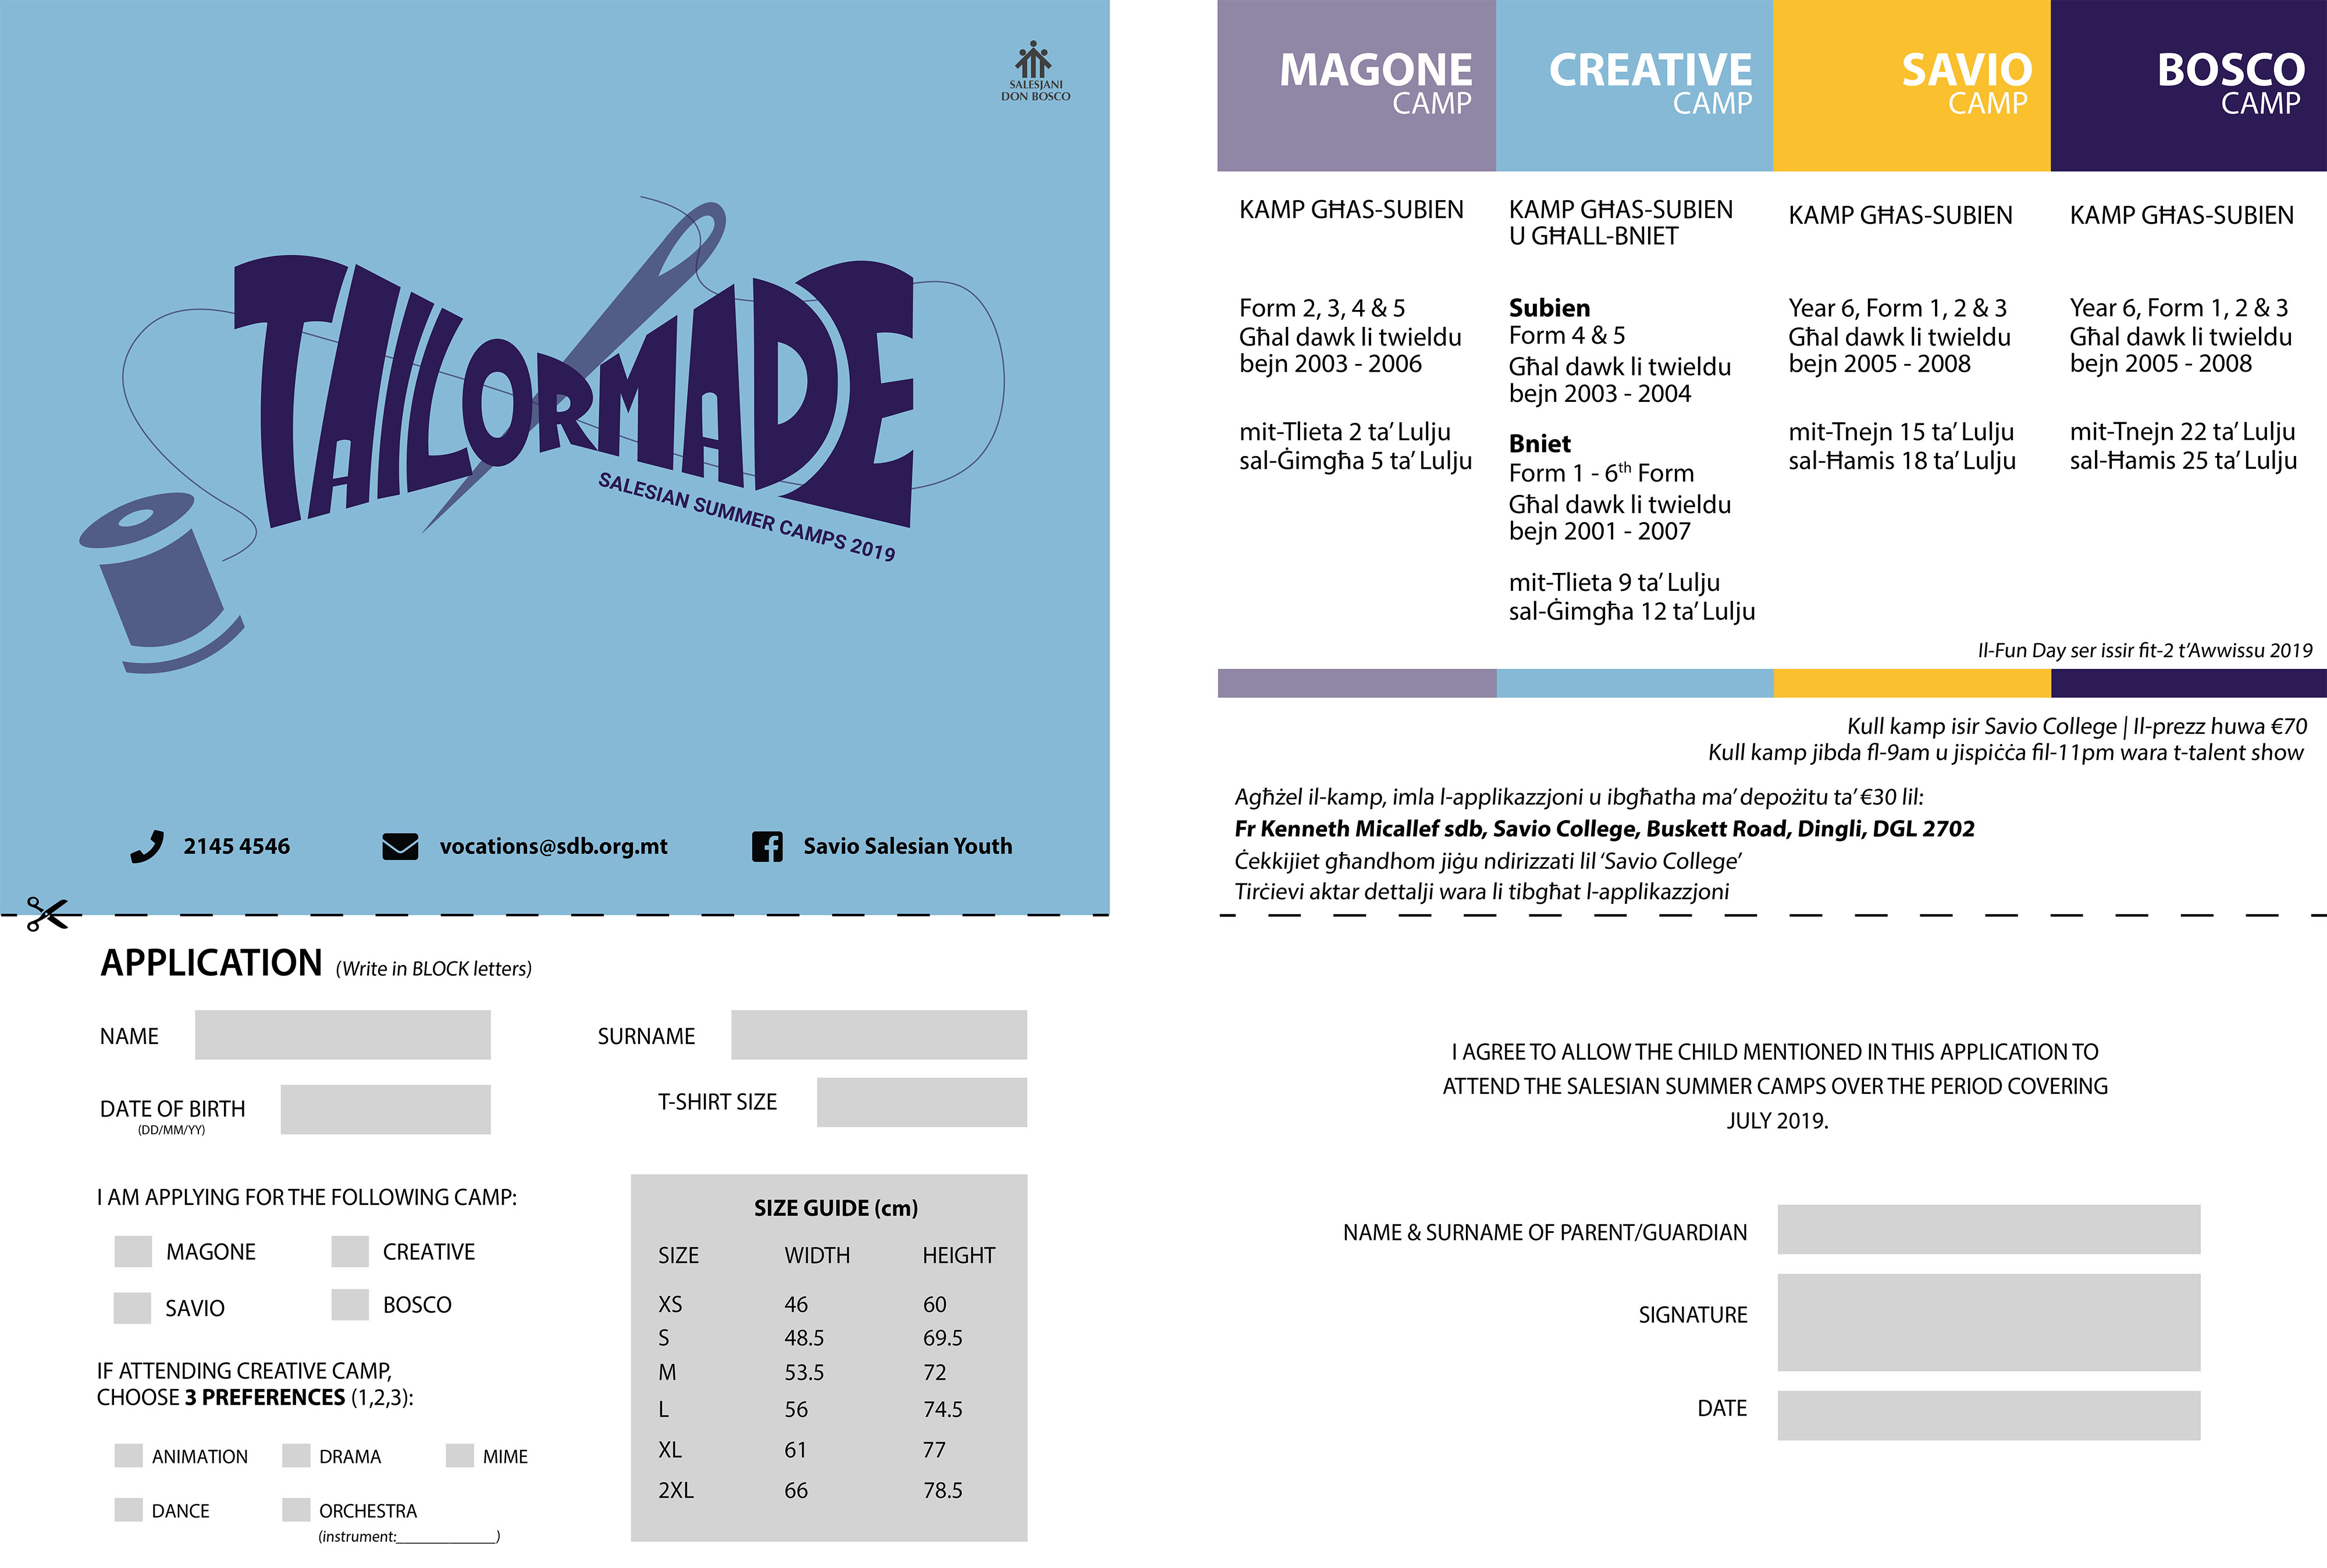 SALESJANI
DON BOSCO
TAILORMADE
SALESIAN SUMMER CAMPS 2019
2145 4546
vocations@sdb.org.mt
Savio Salesian Youth
APPLICATION (Write in BLOCK letters)
NAME
SURNAME
DATE OF BIRTH
(DD/MM/YY)
T-SHIRT SIZE
I AM APPLYING FOR THE FOLLOWING CAMP:
MAGONE
CREATIVE
SAVIO
BOSCO
IF ATTENDING CREATIVE CAMP,
CHOOSE 3 PREFERENCES (1,2,3):
ANIMATION
DRAMA
MIME
DANCE
ORCHESTRA
(instrument:____________)
SIZE GUIDE (cm)
SIZE WIDTH HEIGHT
XS 46 60
S 48.5 69.5
M 53.5 72
L 56 74.5
XL 61 77
2XL 66 78.5
MAGONE
CAMP
KAMP GĦAS-SUBIEN
Form 2, 3, 4 & 5
Għal dawk li twieldu
bejn 2003 - 2006
mit-Tlieta 2 ta' Lulju
sal-Ġimgħa 5 ta' Lulju
CREATIVE
CAMP
KAMP GĦAS-SUBIEN
U GĦALL-BNIET
Subien
Form 4 & 5
Għal dawk li twieldu
bejn 2003 - 2004
Bniet
Form 1 - 6th Form
Għal dawk li twieldu
bejn 2001 - 2007
mit-Tlieta 9 ta' Lulju
sal-Ġimgħa 12 ta' Lulju
SAVIO
CAMP
KAMP GĦAS-SUBIEN
Year 6, Form 1, 2 & 3
Għal dawk li twieldu
bejn 2005 - 2008
mit-Tnejn 15 ta' Lulju
sal-Ħamis 18 ta' Lulju
BOSCO
CAMP
KAMP GĦAS-SUBIEN
Year 6, Form 1, 2 & 3
Għal dawk li twieldu
bejn 2005 - 2008
mit-Tnejn 22 ta' Lulju
sal-Ħamis 25 ta' Lulju
Il-Fun Day ser issir fit-2 t'Awwissu 2019
Kull kamp isir Savio College | Il-prezz huwa €70
Kull kamp jibda fl-9am u jispiċċa fil-11pm wara t-talent show
Agħżel il-kamp, imla l-applikazzjoni u ibgħatha ma' depożitu ta' €30 lil:
Fr Kenneth Micallef sdb, Savio College, Buskett Road, Dingli, DGL 2702
Ċekkijiet għandhom jiġu ndirizzati lil 'Savio College'
Tirċievi aktar dettalji wara li tibgħat l-applikazzjoni
I AGREE TO ALLOW THE CHILD MENTIONED IN THIS APPLICATION TO
ATTEND THE SALESIAN SUMMER CAMPS OVER THE PERIOD COVERING
JULY 2019.
NAME & SURNAME OF PARENT/GUARDIAN
SIGNATURE
DATE